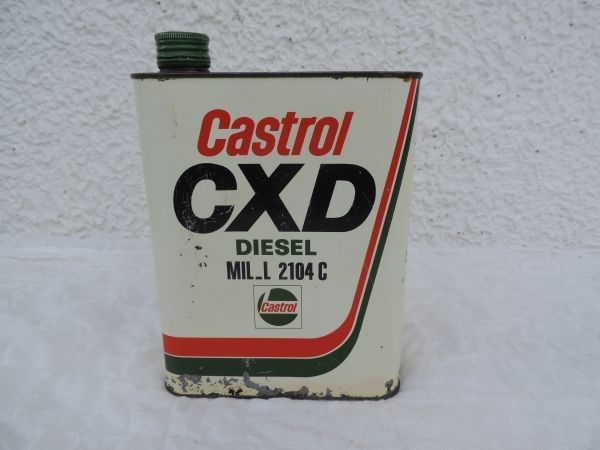 Castrol
CXD
DIESEL
MIL_L 2104 C
Castrol